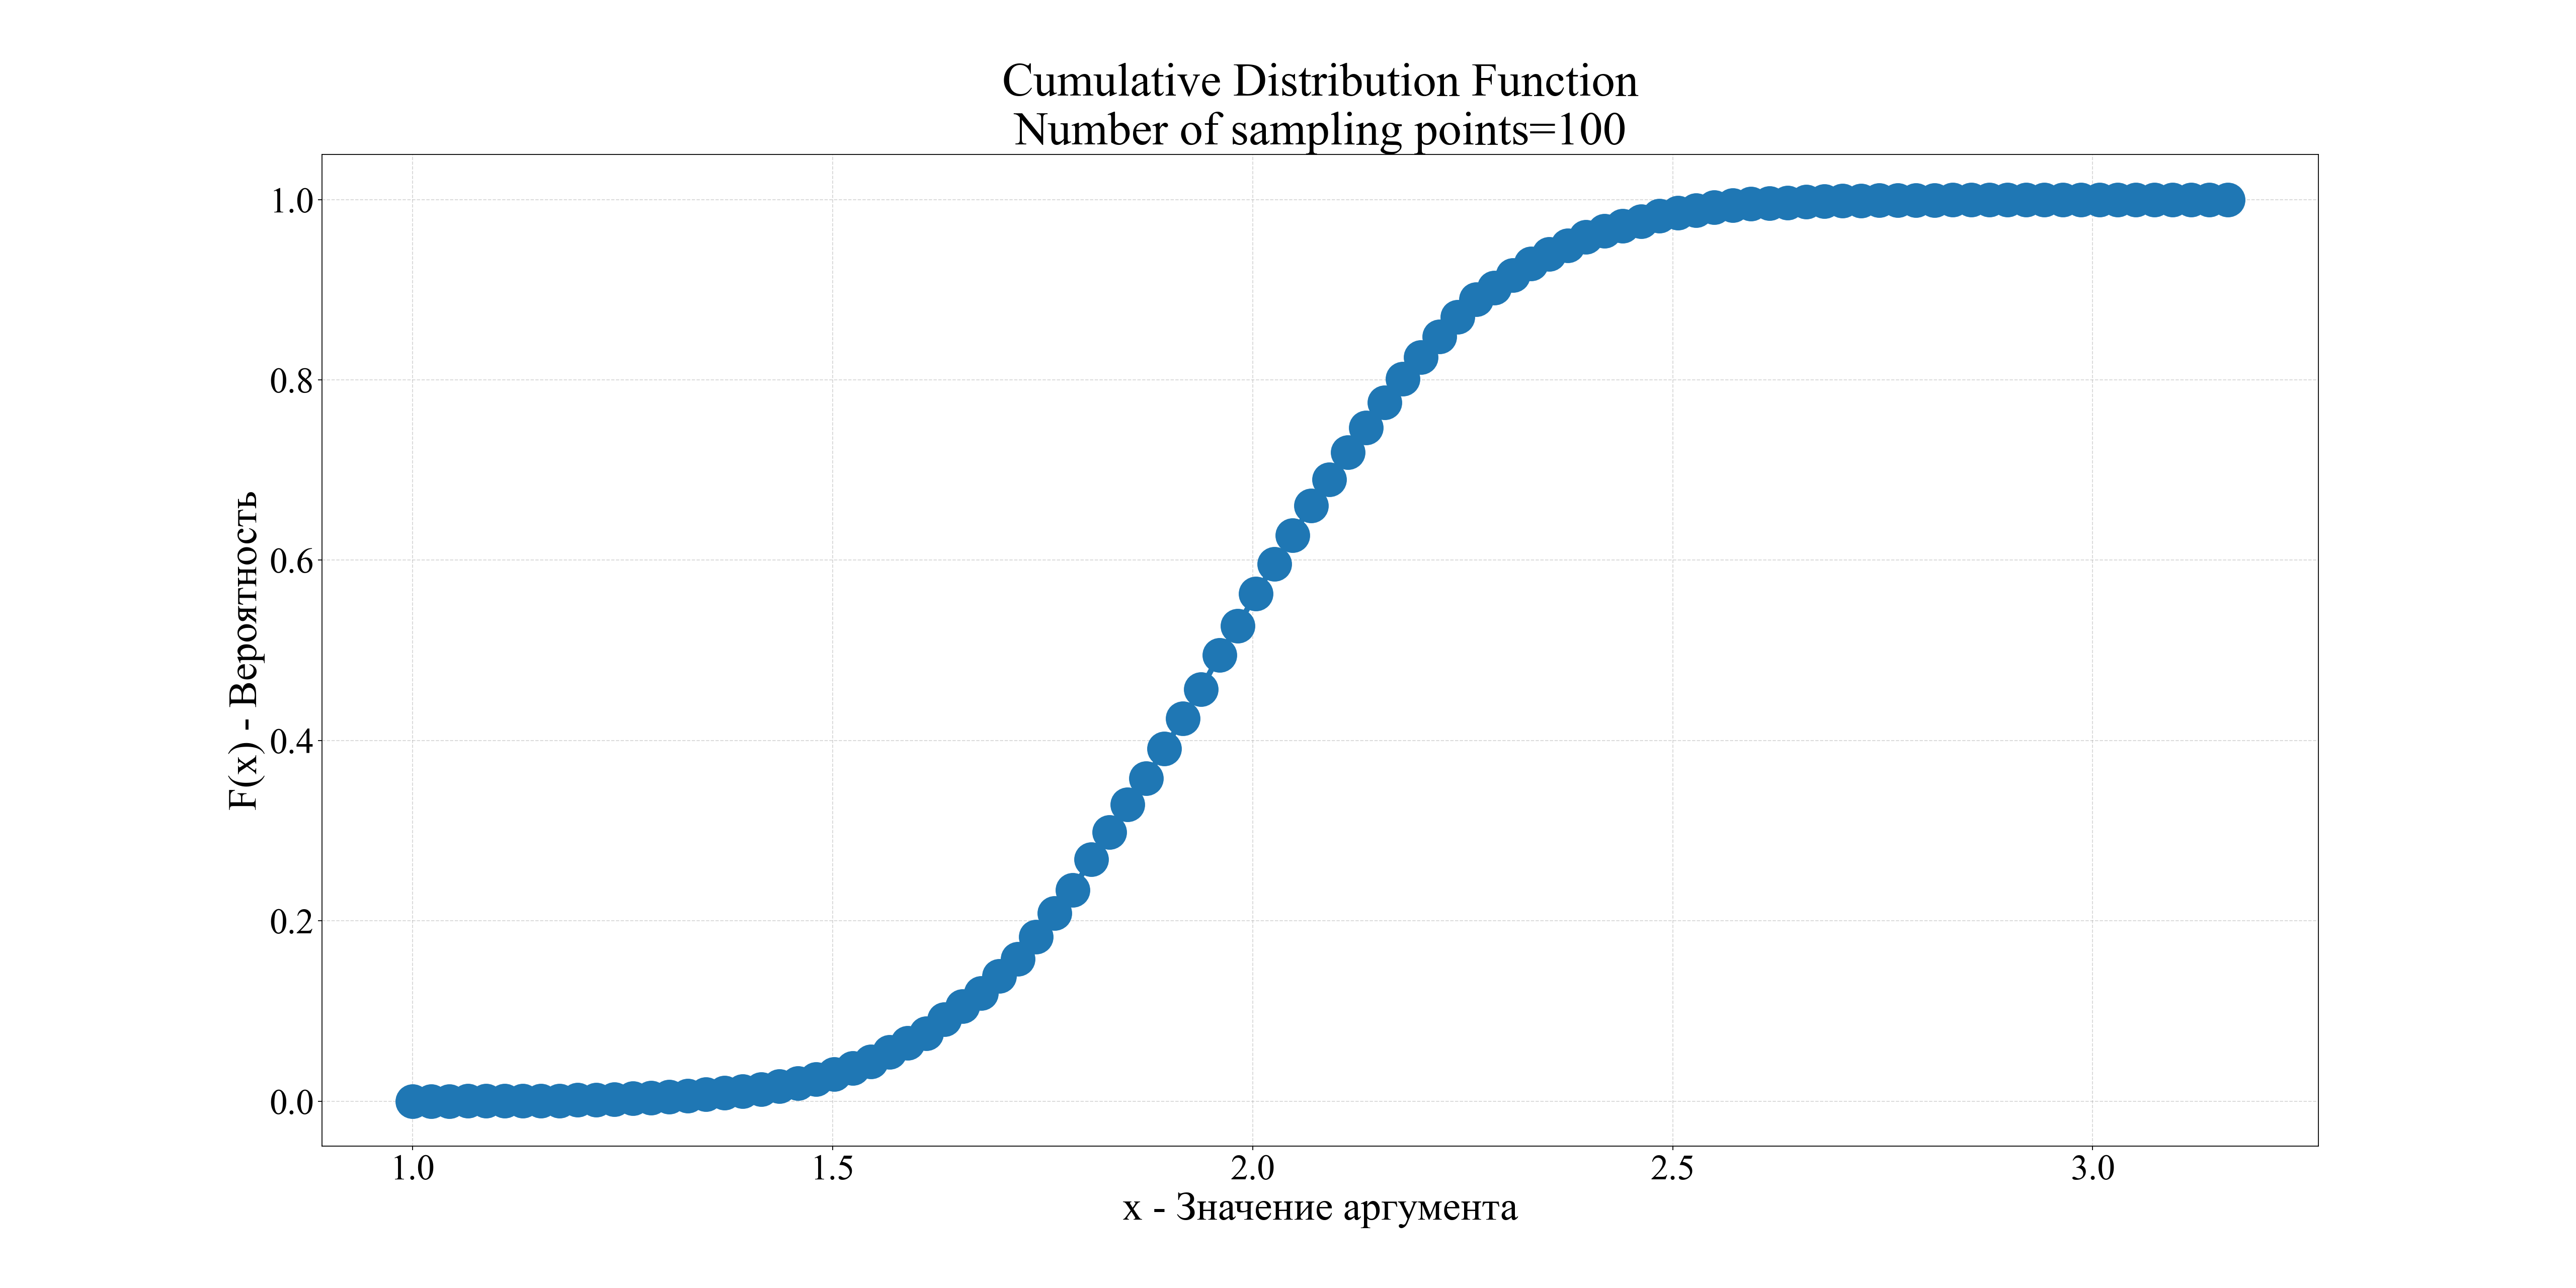 Cumulative Distribution Function
Number of sampling points=100
F(x) - Вероятность
1.0
0.8
0.6
0.4
0.2
0.0
1.0 1.5 2.0 2.5 3.0
x - Значение аргумента